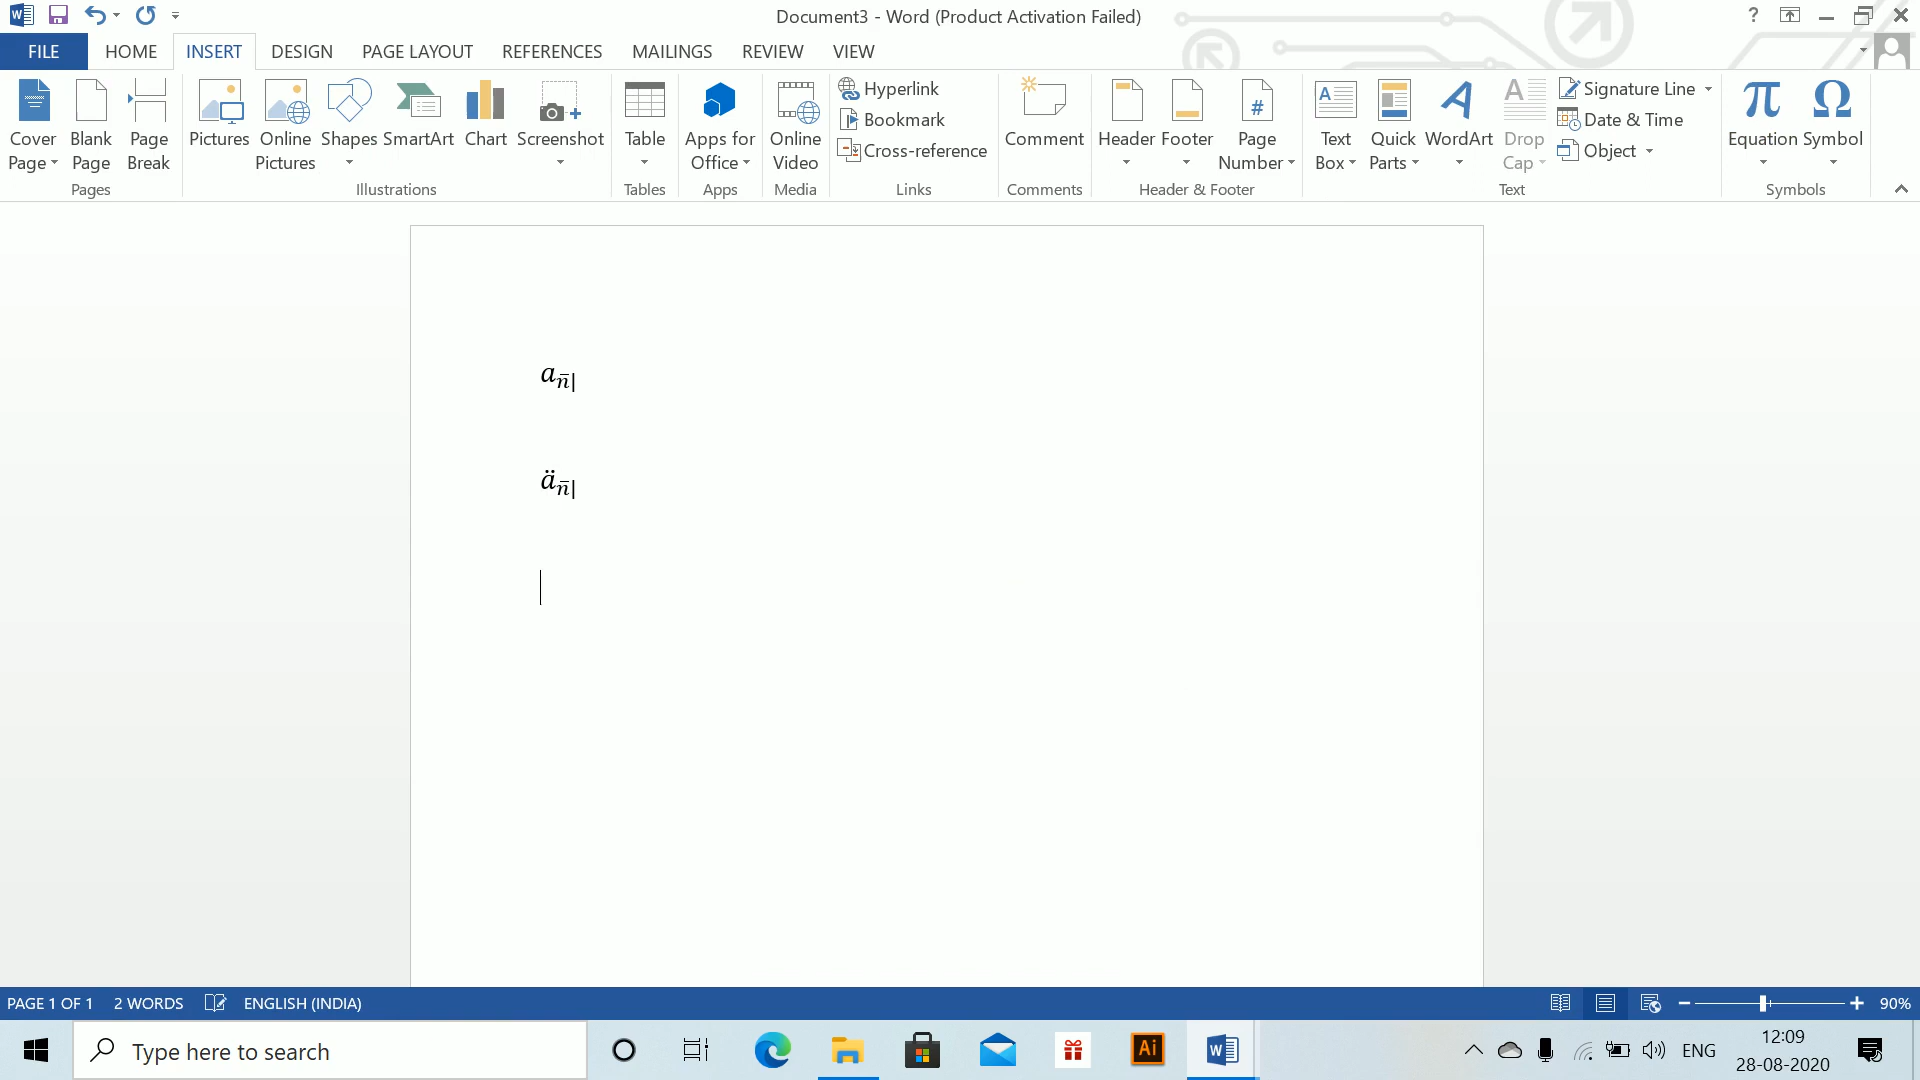 Document3 - Word (Product Activation Failed)
?
FILE HOME INSERT DESIGN PAGE LAYOUT REFERENCES MAILINGS REVIEW VIEW
Cover Page
Blank Page
Page Break
Pages
Pictures
Online Pictures
Shapes
SmartArt
Chart
Screenshot
Illustrations
Table
Tables
Apps for Office
Apps
Online Video
Media
Hyperlink
Bookmark
Cross-reference
Links
Comment
Comments
Header
Footer
Page Number
Header & Footer
Text Box
Quick Parts
WordArt
Drop Cap
Signature Line
Date & Time
Object
Text
π Equation
Ω Symbol
Symbols
a n̄|
ä n̄|
PAGE 1 OF 1 2 WORDS ENGLISH (INDIA)
90%
Type here to search
Ai
ENG
12:09
28-08-2020